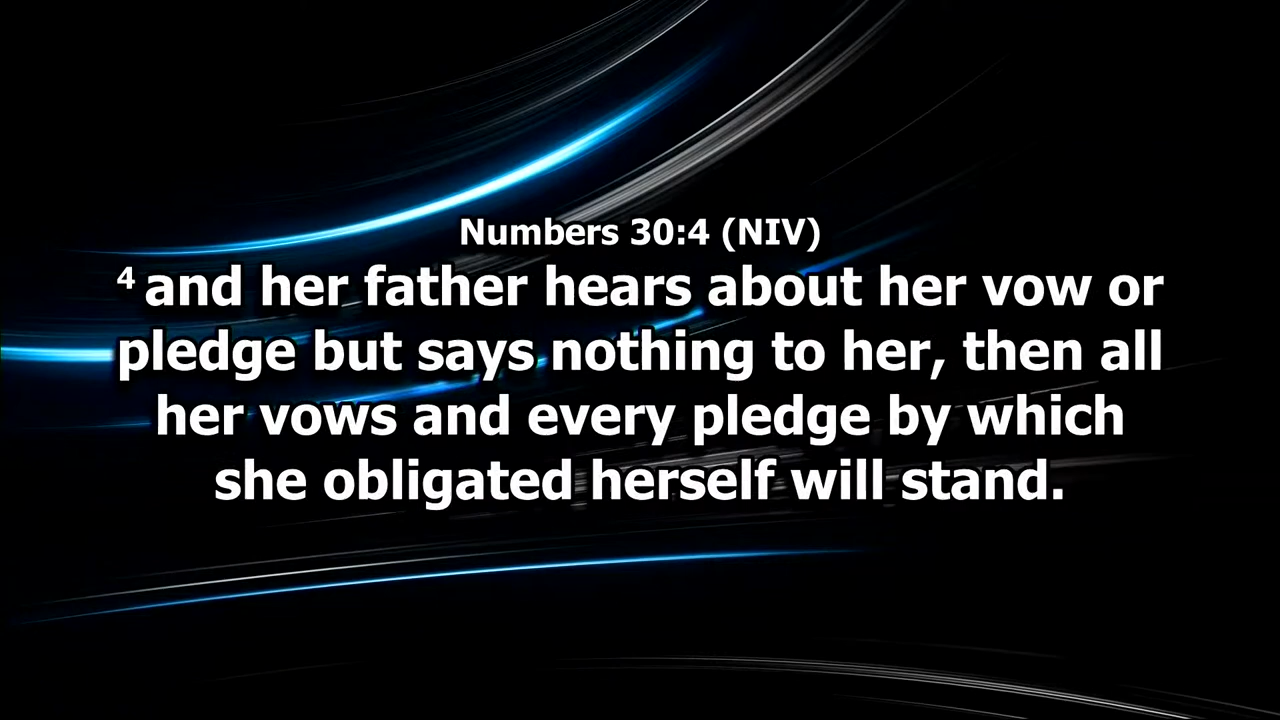 Numbers 30:4 (NIV)
4 and her father hears about her vow or
pledge but says nothing to her, then all
her vows and every pledge by which
she obligated herself will stand.